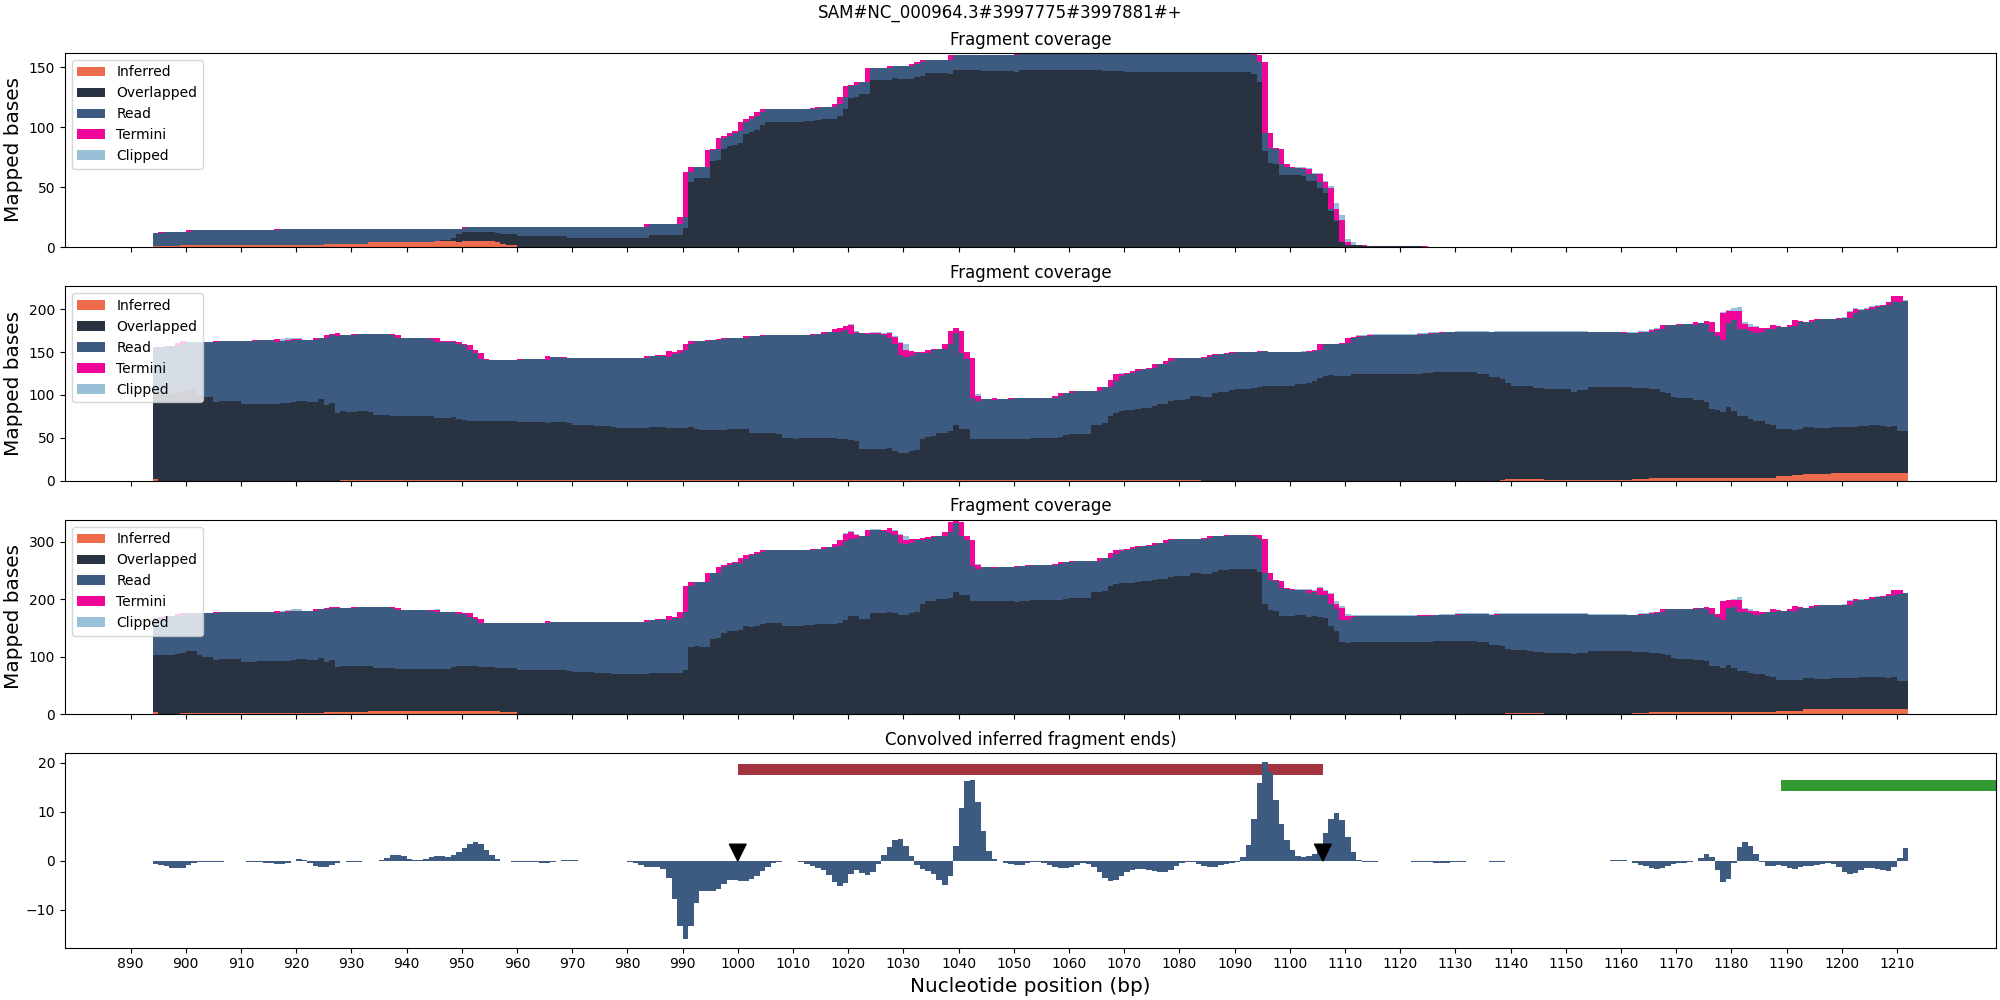 SAM#NC_000964.3#3997775#3997881#+
Fragment coverage
Mapped bases
150
100
50
0
Inferred
Overlapped
Read
Termini
Clipped
Fragment coverage
Mapped bases
200
150
100
50
0
Inferred
Overlapped
Read
Termini
Clipped
Fragment coverage
Mapped bases
300
200
100
0
Inferred
Overlapped
Read
Termini
Clipped
Convolved inferred fragment ends)
20
10
0
−10
890 900 910 920 930 940 950 960 970 980 990 1000 1010 1020 1030 1040 1050 1060 1070 1080 1090 1100 1110 1120 1130 1140 1150 1160 1170 1180 1190 1200 1210
Nucleotide position (bp)